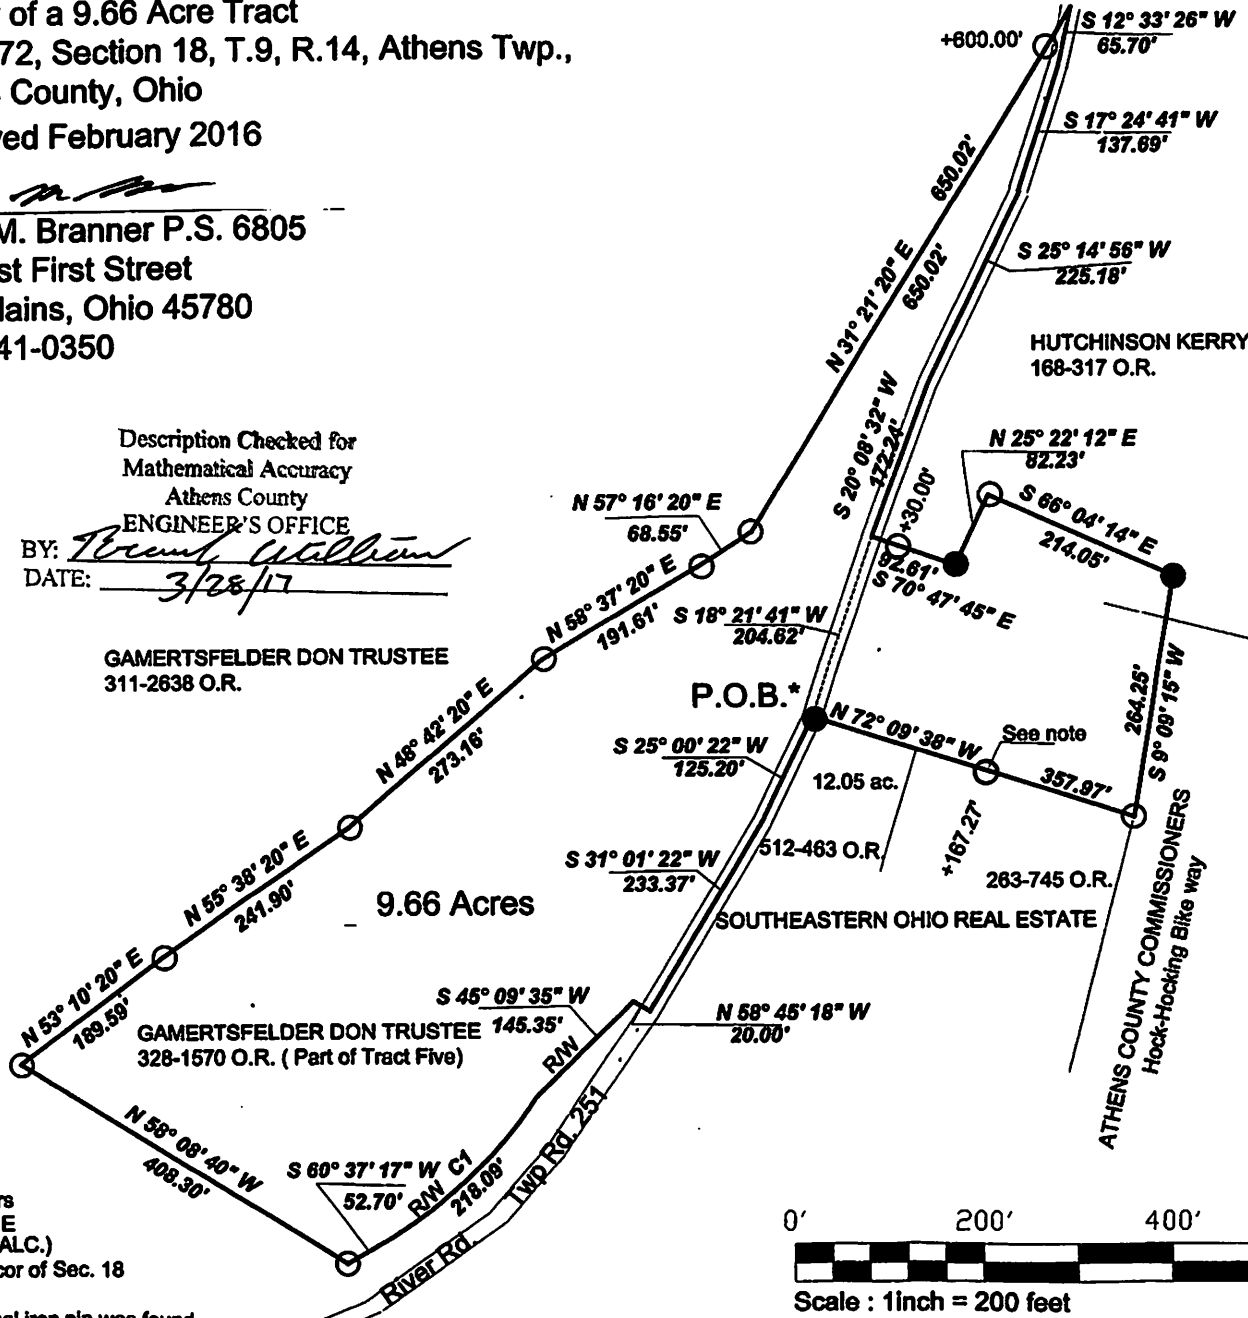 of a 9.66 Acre Tract
72, Section 18, T.9, R.14, Athens Twp.,
County, Ohio
ed February 2016
M. Branner P.S. 6805
st First Street
lains, Ohio 45780
41-0350
Description Checked for
Mathematical Accuracy
Athens County
ENGINEER'S OFFICE
BY:
DATE: 3/28/17
GAMERTSFELDER DON TRUSTEE
311-2638 O.R.
+600.00'
S 12° 33' 26" W
65.70'
S 17° 24' 41" W
137.69'
650.02'
N 31° 21' 20" E
650.02'
S 25° 14' 56" W
225.18'
HUTCHINSON KERRY
168-317 O.R.
S 20° 08' 32" W
172.24'
N 25° 22' 12" E
82.23'
+30.00'
S 66° 04' 14" E
214.05'
92.61'
S 70° 47' 45" E
N 57° 16' 20" E
68.55'
N 58° 37' 20" E
191.61'
S 18° 21' 41" W
204.62'
P.O.B.*
N 72° 09' 38" W
See note
357.97'
264.25'
S 9° 09' 15" W
N 48° 42' 20" E
273.16'
S 25° 00' 22" W
125.20'
12.05 ac.
+167.27'
512-463 O.R.
263-745 O.R.
S 31° 01' 22" W
233.37'
SOUTHEASTERN OHIO REAL ESTATE
ATHENS COUNTY COMMISSIONERS
Hock-Hocking Bike way
N 55° 38' 20" E
241.90'
9.66 Acres
N 53° 10' 20" E
189.59'
S 45° 09' 35" W
145.35'
GAMERTSFELDER DON TRUSTEE
328-1570 O.R. ( Part of Tract Five)
N 58° 45' 18" W
20.00'
R/W
N 58° 08' 40" W
408.30'
S 60° 37' 17" W
52.70'
R/W C1
218.09'
River Rd. Twp Rd. 251
rs
E
ALC.)
cor of Sec. 18
iron pin was found
0' 200' 400'
Scale : 1inch = 200 feet